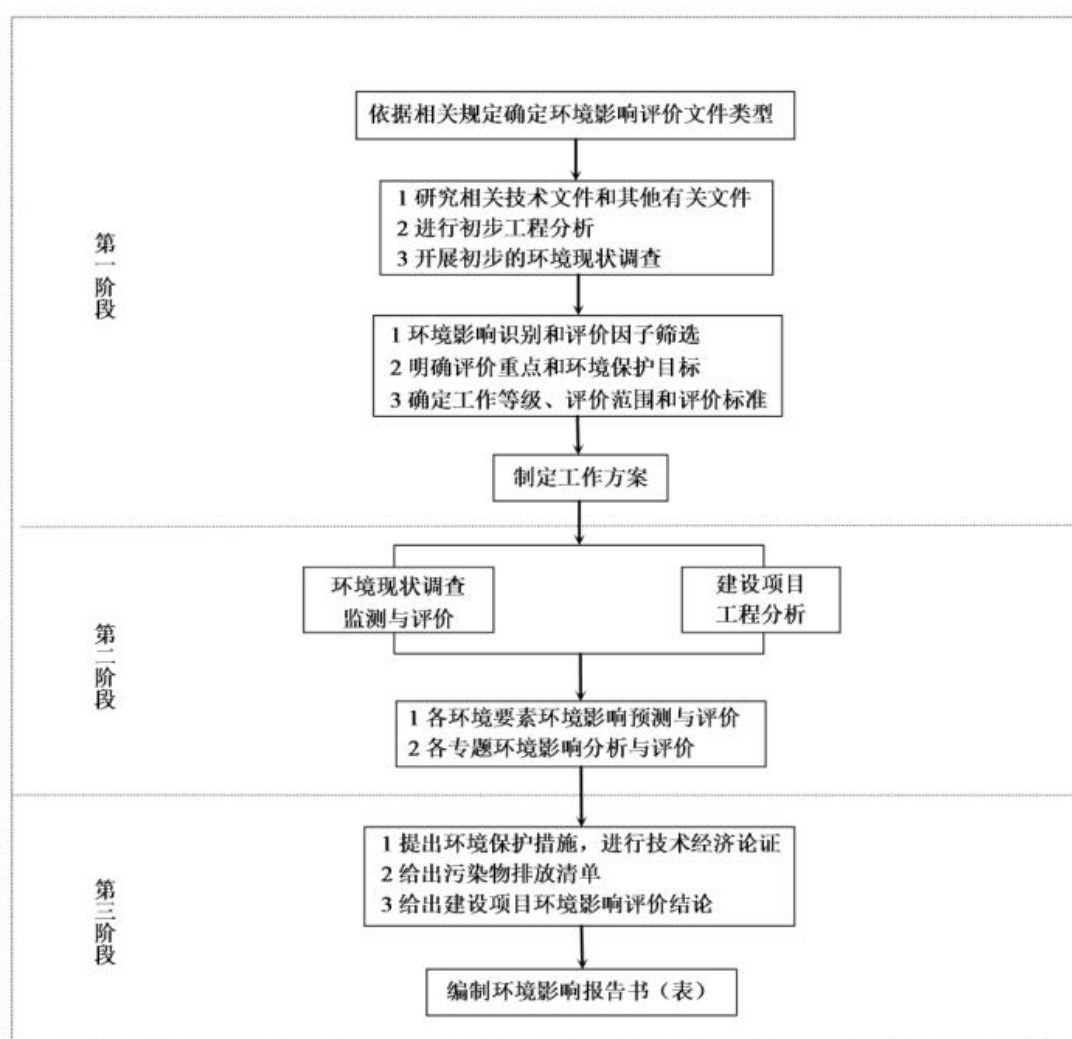 依据相关规定确定环境影响评价文件类型
1 研究相关技术文件和其他有关文件
2 进行初步工程分析
3 开展初步的环境现状调查
第一阶段
1 环境影响识别和评价因子筛选
2 明确评价重点和环境保护目标
3 确定工作等级、评价范围和评价标准
制定工作方案
环境现状调查
监测与评价
建设项目
工程分析
第二阶段
1 各环境要素环境影响预测与评价
2 各专题环境影响分析与评价
1 提出环境保护措施，进行技术经济论证
2 给出污染物排放清单
3 给出建设项目环境影响评价结论
第三阶段
编制环境影响报告书（表）